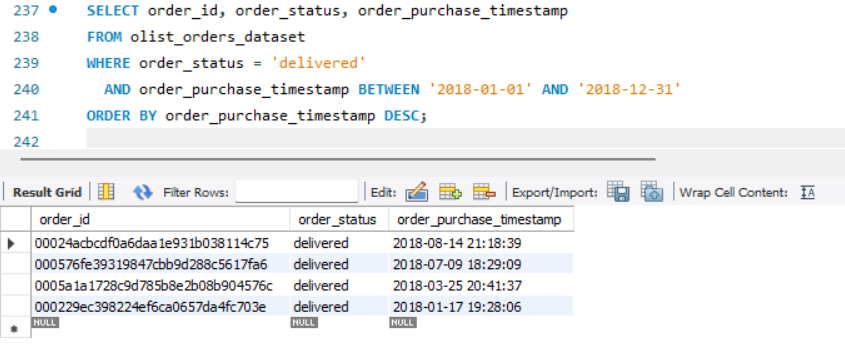 237 SELECT order_id, order_status, order_purchase_timestamp
238 FROM olist_orders_dataset
239 WHERE order_status = 'delivered'
240 AND order_purchase_timestamp BETWEEN '2018-01-01' AND '2018-12-31'
241 ORDER BY order_purchase_timestamp DESC;
242
Result Grid Filter Rows: Edit: Export/Import: Wrap Cell Content: IA
order_id order_status order_purchase_timestamp
00024acbcdf0a6daa1e931b038114c75 delivered 2018-08-14 21:18:39
000576fe39319847cbb9d288c5617fa6 delivered 2018-07-09 18:29:09
0005a1a1728c9d785b8e2b08b904576c delivered 2018-03-25 20:41:37
000229ec398224ef6ca0657da4fc703e delivered 2018-01-17 19:28:06
NULL NULL NULL